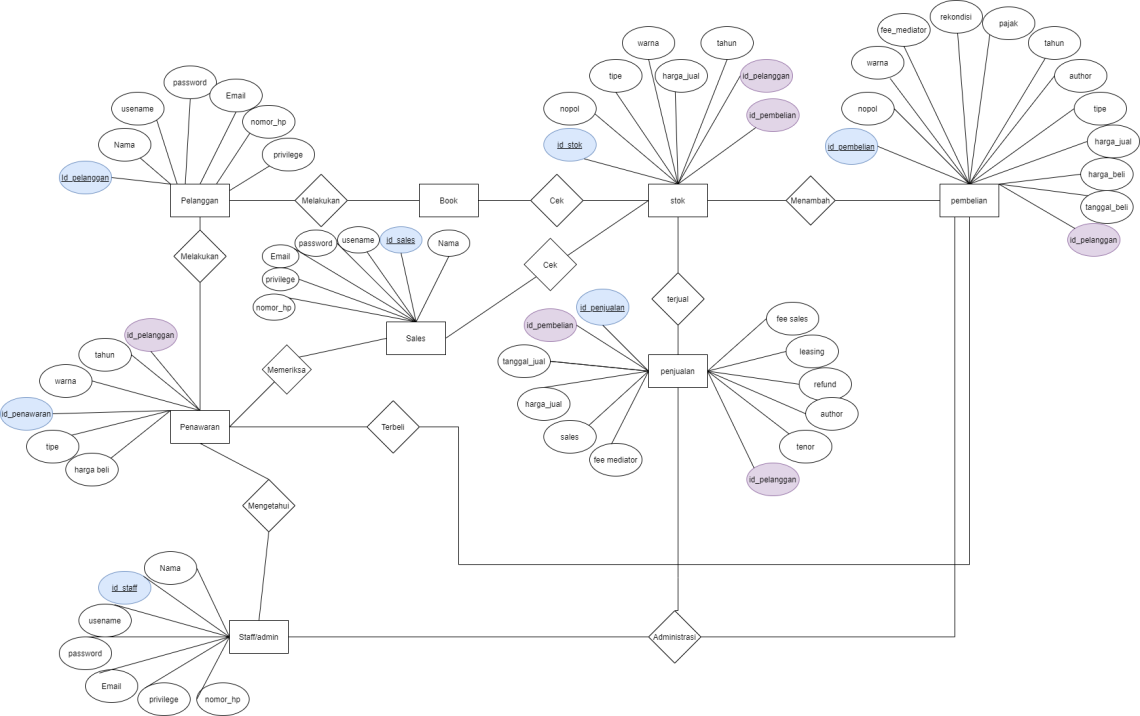 rekondisi
pajak
fee_mediator
warna
tahun
tahun
warna
author
tipe
harga_jual
id_pelanggan
password
Email
usename
nomor_hp
Nama
privilege
Id_pelanggan
nopol
id_pembelian
id_stok
nopol
id_pembelian
tipe
harga_jual
harga_beli
tanggal_beli
id_pelanggan
Pelanggan
Melakukan
Book
Cek
stok
Menambah
pembelian
Melakukan
password
usename
id_sales
Nama
Email
privilege
nomor_hp
Cek
Sales
id_penjualan
terjual
id_pembelian
fee sales
tanggal_jual
penjualan
leasing
refund
harga_jual
author
sales
tenor
fee mediator
id_pelanggan
id_pelanggan
tahun
warna
Memeriksa
id_penawaran
tipe
harga beli
Penawaran
Terbeli
Mengetahui
Nama
id_staff
usename
Staff/admin
Administrasi
password
Email
privilege
nomor_hp